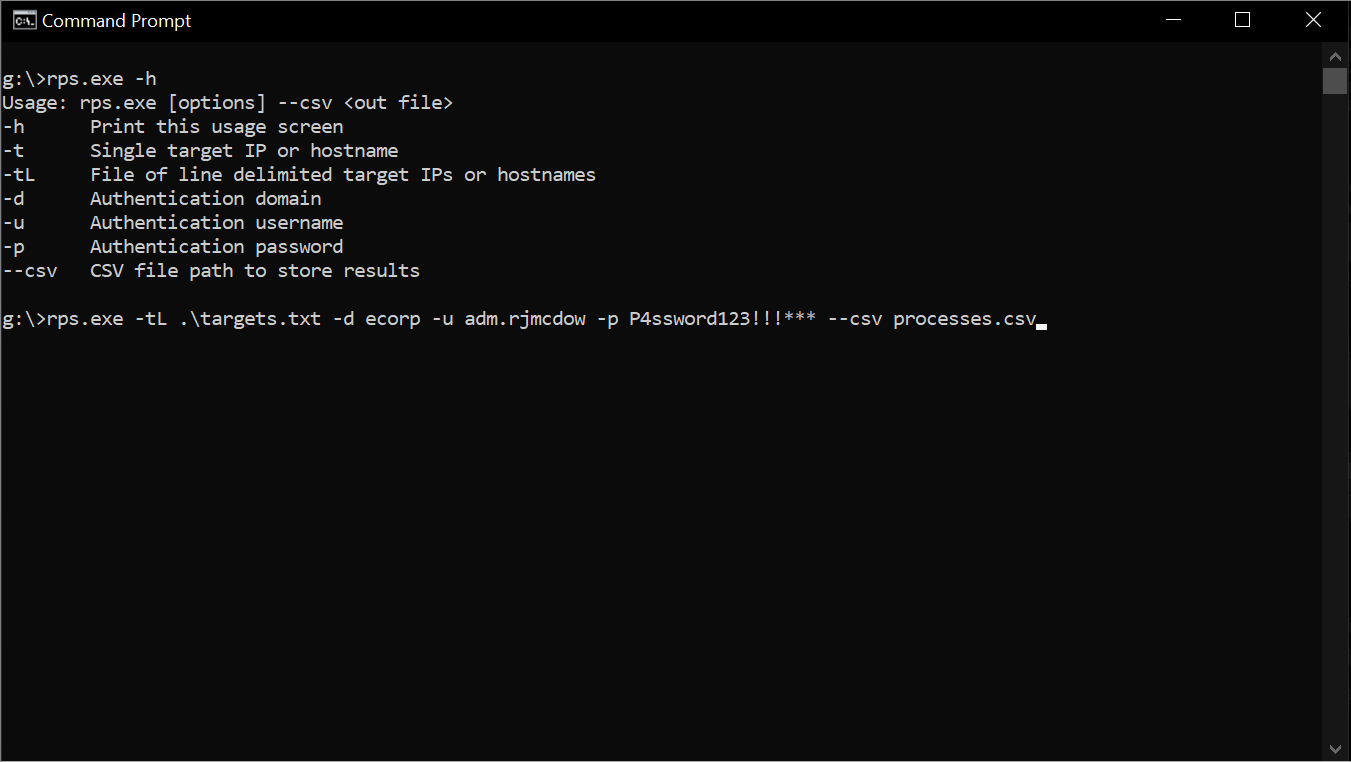 Command Prompt
g:\>rps.exe -h
Usage: rps.exe [options] --csv <out file>
-h      Print this usage screen
-t      Single target IP or hostname
-tL     File of line delimited target IPs or hostnames
-d      Authentication domain
-u      Authentication username
-p      Authentication password
--csv   CSV file path to store results
g:\>rps.exe -tL .\targets.txt -d ecorp -u adm.rjmcdow -p P4ssword123!!!*** --csv processes.csv